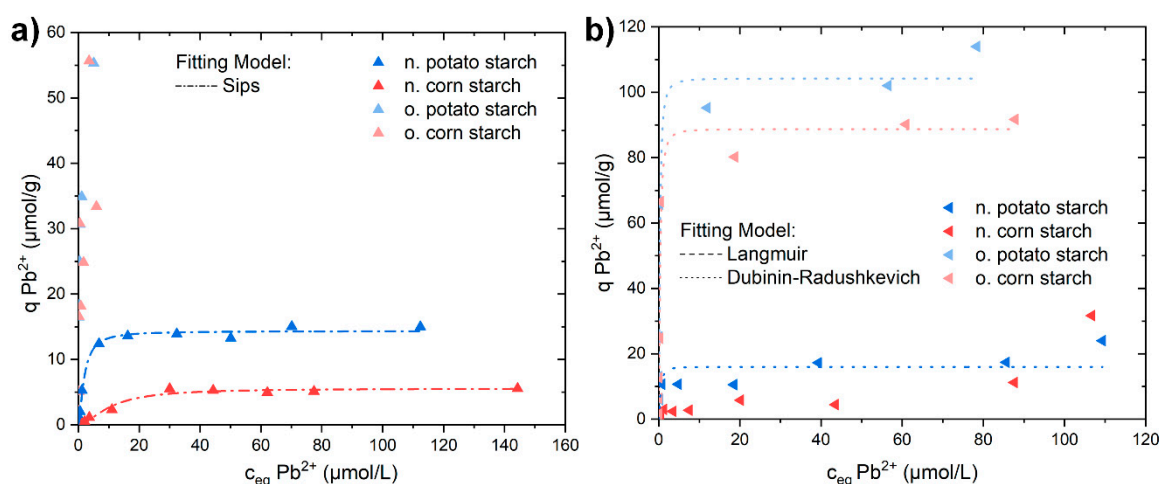 a)
60
50
40
30
20
10
0
q Pb²⁺ (µmol/g)
Fitting Model:
Sips
n. potato starch
n. corn starch
o. potato starch
o. corn starch
0 20 40 60 80 100 120 140 160
c_eq Pb²⁺ (µmol/L)
b)
120
100
80
60
40
20
0
q Pb²⁺ (µmol/g)
n. potato starch
n. corn starch
o. potato starch
o. corn starch
Fitting Model:
Langmuir
Dubinin-Radushkevich
0 20 40 60 80 100 120
c_eq Pb²⁺ (µmol/L)